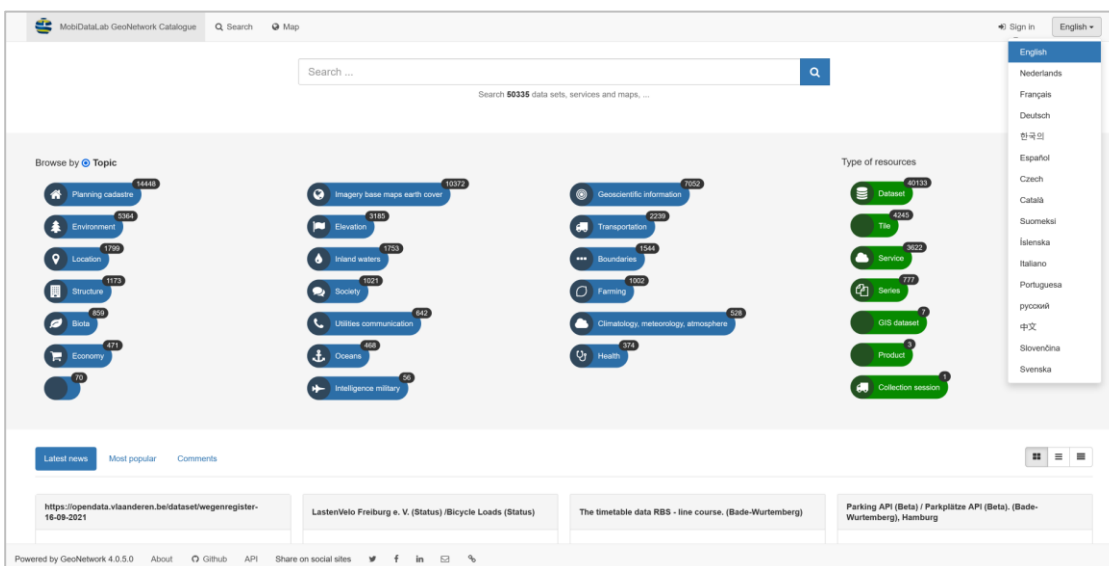 MobiDataLab GeoNetwork Catalogue Search Map Sign in English
Search ...
Search 50335 data sets, services and maps, ...
English
Nederlands
Français
Deutsch
한국의
Español
Czech
Català
Suomeksi
Íslenska
Italiano
Portuguesa
русский
中文
Slovenčina
Svenska
Browse by Topic
Planning cadastre 14446
Imagery base maps earth cover 10372
Geoscientific information 7052
Environment 5364
Elevation 3185
Transportation 2239
Location 1799
Inland waters 1753
Boundaries 1544
Structure 1173
Society 1021
Farming 1002
Biota 859
Utilities communication 642
Climatology, meteorology, atmosphere 528
Economy 471
Oceans 468
Health 374
70
Intelligence military 56
Type of resources
Dataset 40133
Tile 4245
Service 3622
Series 777
GIS dataset 7
Product 3
Collection session 1
Latest news Most popular Comments
https://opendata.vlaanderen.be/dataset/wegenregister-
16-09-2021
LastenVelo Freiburg e. V. (Status) /Bicycle Loads (Status)
The timetable data RBS - line course. (Bade-Wurtemberg)
Parking API (Beta) / Parkplätze API (Beta). (Bade-
Wurtemberg), Hamburg
Powered by GeoNetwork 4.0.5.0 About Github API Share on social sites